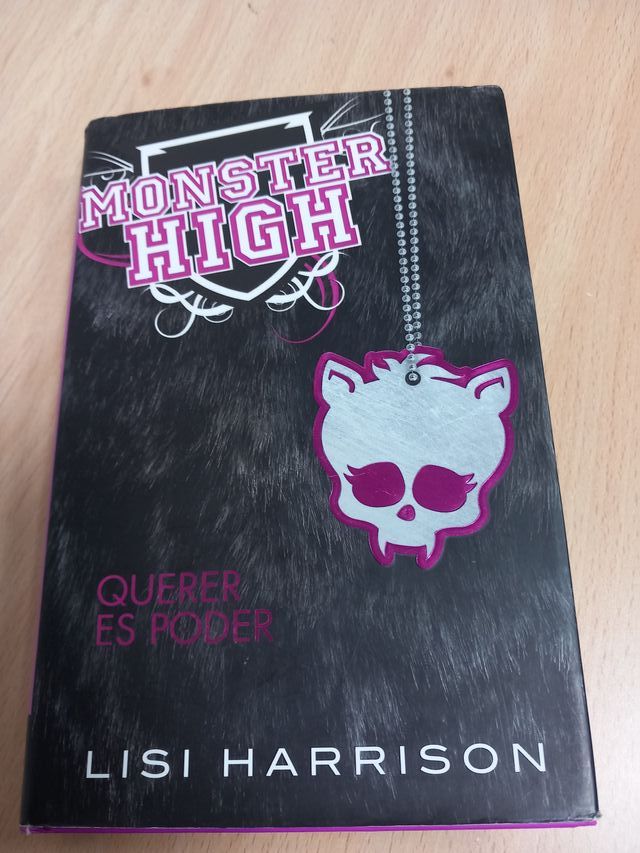 MONSTER
HIGH
QUERER
ES PODER
LISI HARRISON